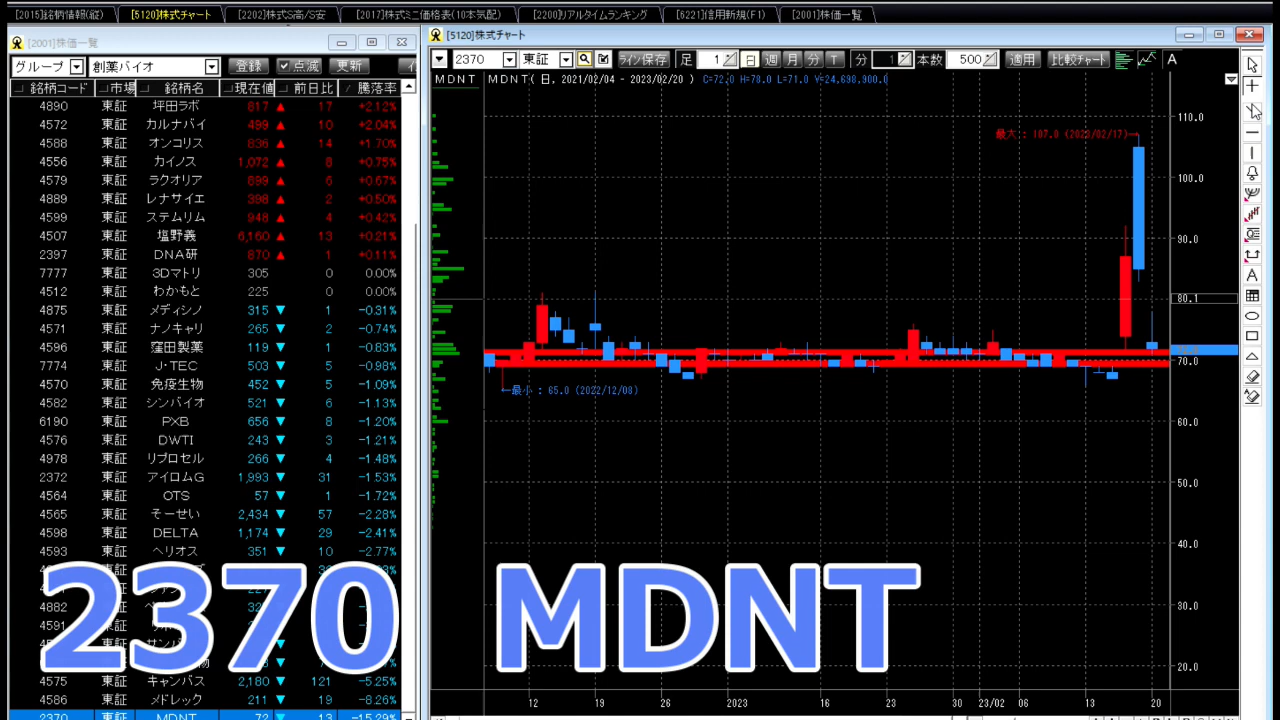 [2015]銘柄情報(縦) [5120]株式チャート [2202]株式S高/S安 [2017]株式ミニ価格表(10本気配) [2200]リアルタイムランキング [6221]信用新規(F1) [2001]株価一覧
[2001]株価一覧
グループ 創薬バイオ 登録 点滅 更新
銘柄コード 市場 銘柄名 現在値 前日比 騰落率
4890 東証 坪田ラボ 817 ▲ 17 +2.12%
4572 東証 カルナバイ 499 ▲ 10 +2.04%
4588 東証 オンコリス 836 ▲ 14 +1.70%
4556 東証 カイノス 1,072 ▲ 8 +0.75%
4579 東証 ラクオリア 899 ▲ 6 +0.67%
4889 東証 レナサイエ 398 ▲ 2 +0.50%
4599 東証 ステムリム 948 ▲ 4 +0.42%
4507 東証 塩野義 6,160 ▲ 13 +0.21%
2397 東証 DNA研 870 ▲ 1 +0.11%
7777 東証 3Dマトリ 305 0 0.00%
4512 東証 わかもと 225 0 0.00%
4875 東証 メディシノ 315 ▼ 1 -0.31%
4571 東証 ナノキャリ 265 ▼ 2 -0.74%
4596 東証 窪田製薬 119 ▼ 1 -0.83%
7774 東証 J・TEC 503 ▼ 5 -0.98%
4570 東証 免疫生物 452 ▼ 5 -1.09%
4582 東証 シンバイオ 521 ▼ 6 -1.13%
6190 東証 PXB 656 ▼ 8 -1.20%
4576 東証 DWTI 243 ▼ 3 -1.21%
4978 東証 リプロセル 266 ▼ 4 -1.48%
2372 東証 アイロムG 1,993 ▼ 31 -1.53%
4564 東証 OTS 57 ▼ 1 -1.72%
4565 東証 そーせい 2,434 ▼ 57 -2.28%
4598 東証 DELTA 1,174 ▼ 29 -2.41%
4593 東証 ヘリオス 351 ▼ 10 -2.77%
4882
4591
4575 東証 キャンバス 2,180 ▼ 121 -5.25%
4586 東証 メドレック 211 ▼ 19 -8.26%
2370 東証 MDNT 72 ▼ 13 -15.29%
[5120]株式チャート
2370 東証 ライン保存 足 1 日 週 月 分 T 分 1 本数 500 適用 比較チャート A
MDNT MDNT( 日, 2021/02/04 - 2023/02/20 ) C=72.0 H=78.0 L=71.0 V=24,698,900.0
最大 : 107.0 (2023/02/17)→
←最小 : 65.0 (2022/12/08)
110.0
100.0
90.0
80.1
70.0
60.0
50.0
40.0
30.0
20.0
12 19 26 2023 16 23 30 23/02 06 13 20
A
2370 MDNT